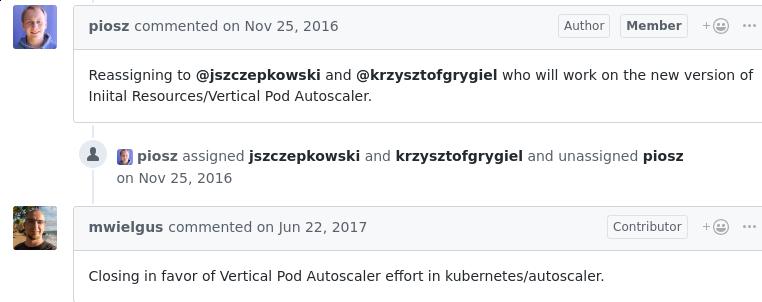 piosz commented on Nov 25, 2016 Author Member
Reassigning to @jszczepkowski and @krzysztofgrygiel who will work on the new version of
Iniital Resources/Vertical Pod Autoscaler.
piosz assigned jszczepkowski and krzysztofgrygiel and unassigned piosz
on Nov 25, 2016
mwielgus commented on Jun 22, 2017 Contributor
Closing in favor of Vertical Pod Autoscaler effort in kubernetes/autoscaler.